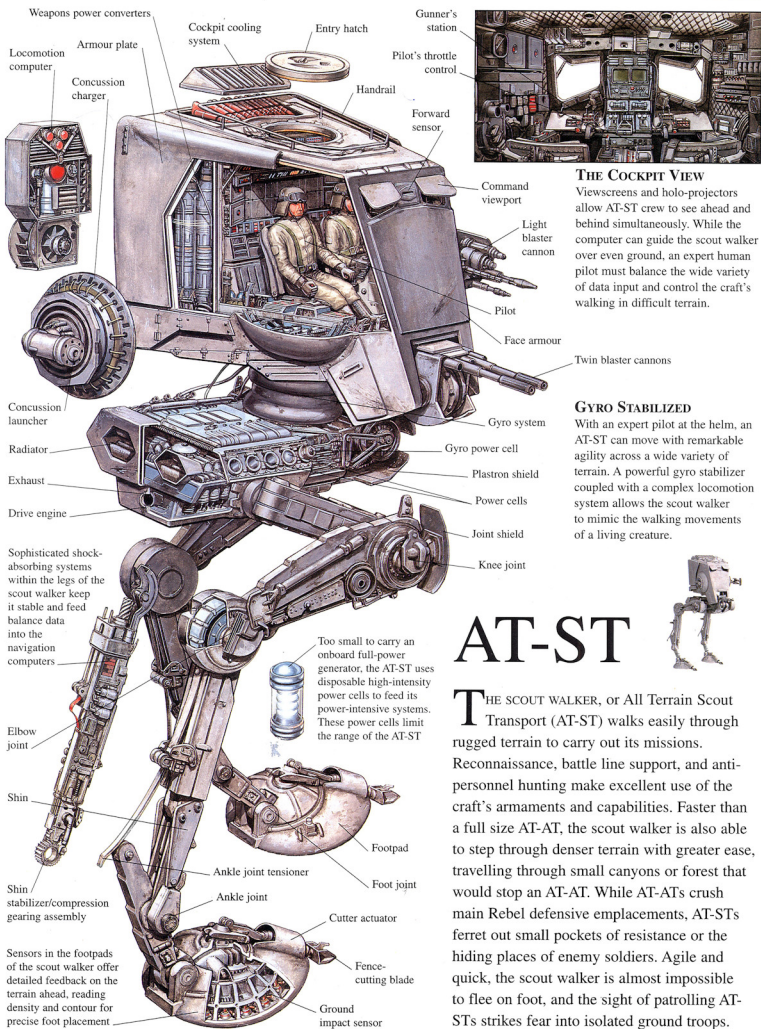 Weapons power converters
Cockpit cooling
system
Entry hatch
Gunner's
station
Pilot's throttle
control
Locomotion
computer
Armour plate
Concussion
charger
Handrail
Forward
sensor
Command
viewport
Light
blaster
cannon
Pilot
Face armour
Twin blaster cannons
THE COCKPIT VIEW
Viewscreens and holo-projectors
allow AT-ST crew to see ahead and
behind simultaneously. While the
computer can guide the scout walker
over even ground, an expert human
pilot must balance the wide variety
of data input and control the craft's
walking in difficult terrain.
Concussion
launcher
Radiator
Exhaust
Drive engine
Gyro system
Gyro power cell
Plastron shield
Power cells
Joint shield
Knee joint
GYRO STABILIZED
With an expert pilot at the helm, an
AT-ST can move with remarkable
agility across a wide variety of
terrain. A powerful gyro stabilizer
coupled with a complex locomotion
system allows the scout walker
to mimic the walking movements
of a living creature.
Sophisticated shock-
absorbing systems
within the legs of the
scout walker keep
it stable and feed
balance data
into the
navigation
computers
Too small to carry an
onboard full-power
generator, the AT-ST uses
disposable high-intensity
power cells to feed its
power-intensive systems.
These power cells limit
the range of the AT-ST
Elbow
joint
Shin
Shin
stabilizer/compression
gearing assembly
Footpad
Foot joint
Ankle joint tensioner
Ankle joint
Cutter actuator
Fence-
cutting blade
Ground
impact sensor
Sensors in the footpads
of the scout walker offer
detailed feedback on the
terrain ahead, reading
density and contour for
precise foot placement
AT-ST
THE SCOUT WALKER, or All Terrain Scout
Transport (AT-ST) walks easily through
rugged terrain to carry out its missions.
Reconnaissance, battle line support, and anti-
personnel hunting make excellent use of the
craft's armaments and capabilities. Faster than
a full size AT-AT, the scout walker is also able
to step through denser terrain with greater ease,
travelling through small canyons or forest that
would stop an AT-AT. While AT-ATs crush
main Rebel defensive emplacements, AT-STs
ferret out small pockets of resistance or the
hiding places of enemy soldiers. Agile and
quick, the scout walker is almost impossible
to flee on foot, and the sight of patrolling AT-
STs strikes fear into isolated ground troops.